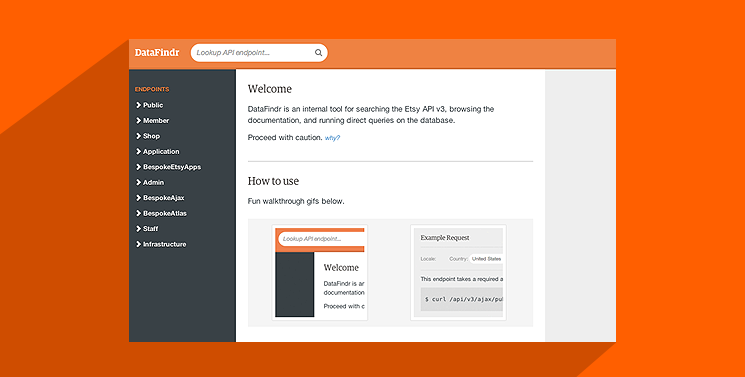 DataFindr
Lookup API endpoint...
ENDPOINTS
Public
Member
Shop
Application
BespokeEtsyApps
Admin
BespokeAjax
BespokeAtlas
Staff
Infrastructure
Welcome
DataFindr is an internal tool for searching the Etsy API v3, browsing the
documentation, and running direct queries on the database.
Proceed with caution. why?
How to use
Fun walkthrough gifs below.
Lookup API endpoint...
Welcome
DataFindr is ar
documentation
Proceed with c
Example Request
Locale: Country: United States
This endpoint takes a required a
$ curl /api/v3/ajax/pul